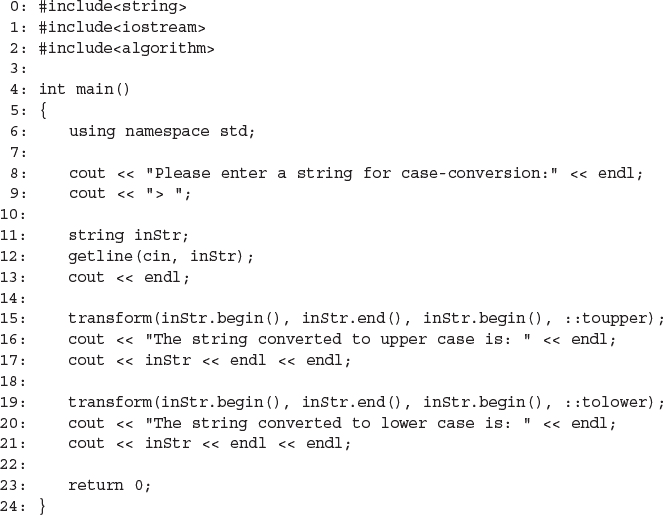 0: #include<string>
1: #include<iostream>
2: #include<algorithm>
3:
4: int main()
5: {
6:    using namespace std;
7:
8:    cout << "Please enter a string for case-conversion:" << endl;
9:    cout << "> ";
10:
11:    string inStr;
12:    getline(cin, inStr);
13:    cout << endl;
14:
15:    transform(inStr.begin(), inStr.end(), inStr.begin(), ::toupper);
16:    cout << "The string converted to upper case is: " << endl;
17:    cout << inStr << endl << endl;
18:
19:    transform(inStr.begin(), inStr.end(), inStr.begin(), ::tolower);
20:    cout << "The string converted to lower case is: " << endl;
21:    cout << inStr << endl << endl;
22:
23:    return 0;
24: }